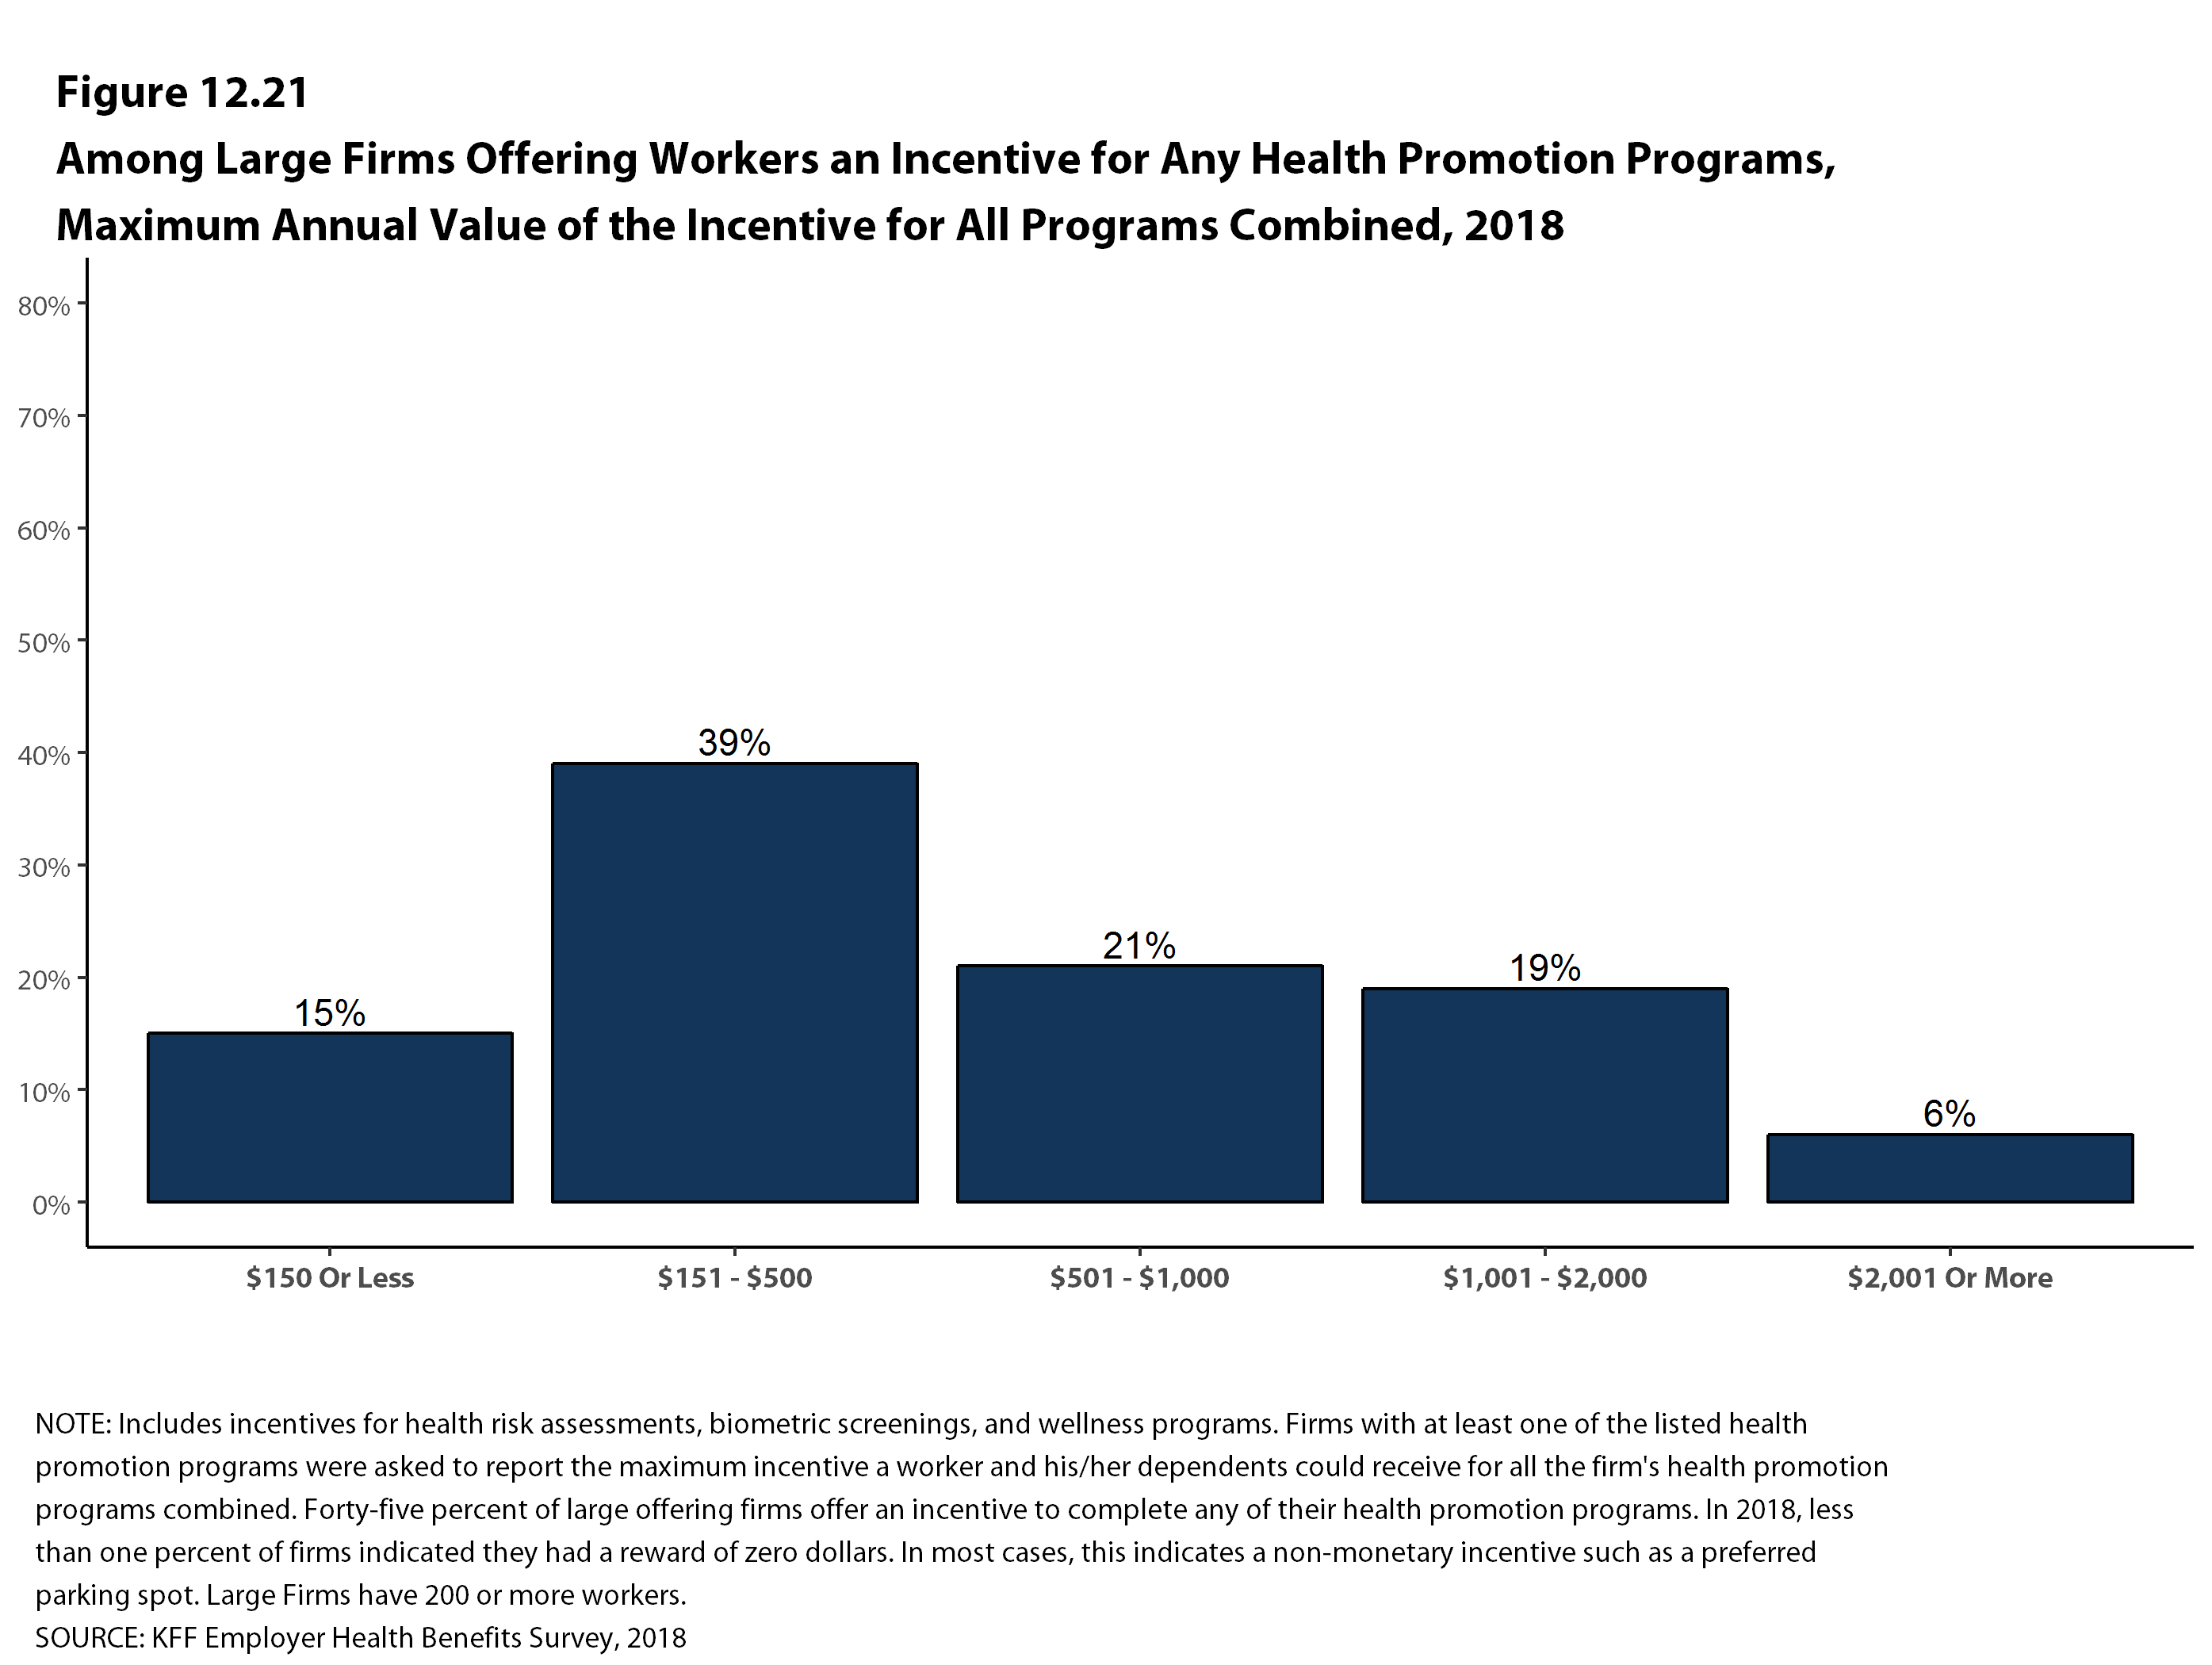 Figure 12.21
Among Large Firms Offering Workers an Incentive for Any Health Promotion Programs,
Maximum Annual Value of the Incentive for All Programs Combined, 2018
80%
70%
60%
50%
40%
30%
20%
10%
0%
15%
39%
21%
19%
6%
$150 Or Less
$151 - $500
$501 - $1,000
$1,001 - $2,000
$2,001 Or More
NOTE: Includes incentives for health risk assessments, biometric screenings, and wellness programs. Firms with at least one of the listed health
promotion programs were asked to report the maximum incentive a worker and his/her dependents could receive for all the firm's health promotion
programs combined. Forty-five percent of large offering firms offer an incentive to complete any of their health promotion programs. In 2018, less
than one percent of firms indicated they had a reward of zero dollars. In most cases, this indicates a non-monetary incentive such as a preferred
parking spot. Large Firms have 200 or more workers.
SOURCE: KFF Employer Health Benefits Survey, 2018